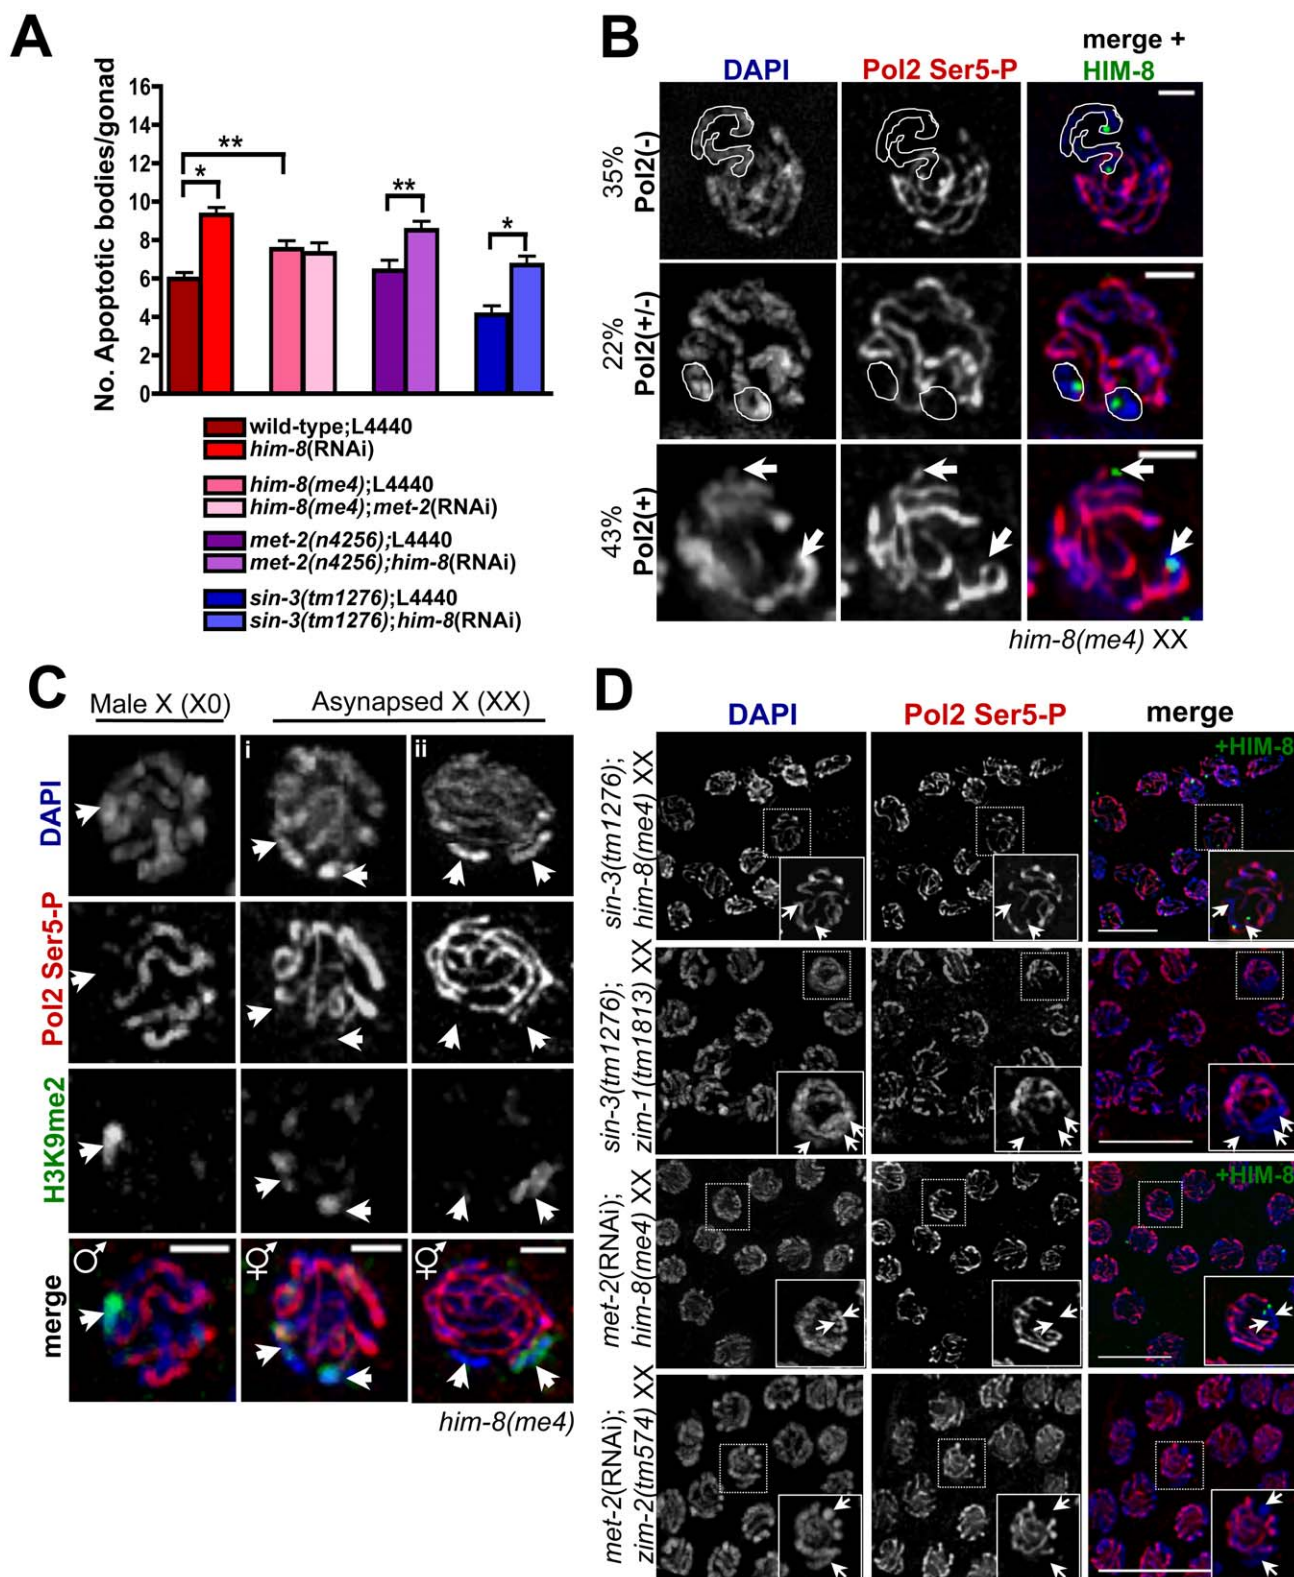 A
No. Apoptotic bodies/gonad
16
14
12
10
8
6
4
2
0
*
**
**
*
wild-type;L4440
him-8(RNAi)
him-8(me4);L4440
him-8(me4);met-2(RNAi)
met-2(n4256);L4440
met-2(n4256);him-8(RNAi)
sin-3(tm1276);L4440
sin-3(tm1276);him-8(RNAi)
B
DAPI
Pol2 Ser5-P
merge +
HIM-8
35%
Pol2(-)
22%
Pol2(+/-)
43%
Pol2(+)
him-8(me4) XX
C
Male X (X0)
Asynapsed X (XX)
i
ii
DAPI
Pol2 Ser5-P
H3K9me2
merge
♂
⚥
⚥
him-8(me4)
D
DAPI
Pol2 Ser5-P
merge
sin-3(tm1276);
him-8(me4) XX
+HIM-8
sin-3(tm1276);
zim-1(tm1813) XX
met-2(RNAi);
him-8(me4) XX
+HIM-8
met-2(RNAi);
zim-2(tm574) XX